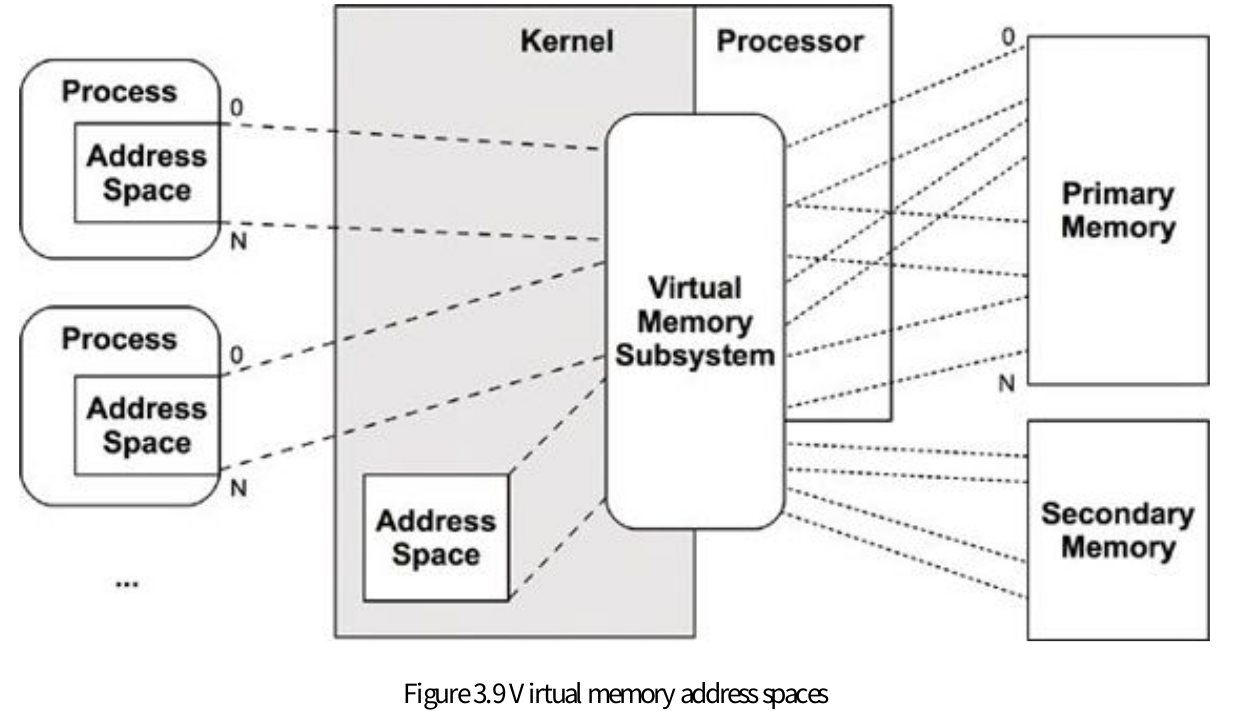 Kernel
Processor
Process
0
Address
Space
N
Process
0
Address
Space
N
...
Address
Space
Virtual
Memory
Subsystem
0
Primary
Memory
N
Secondary
Memory
Figure 3.9 V irtual memory address spaces